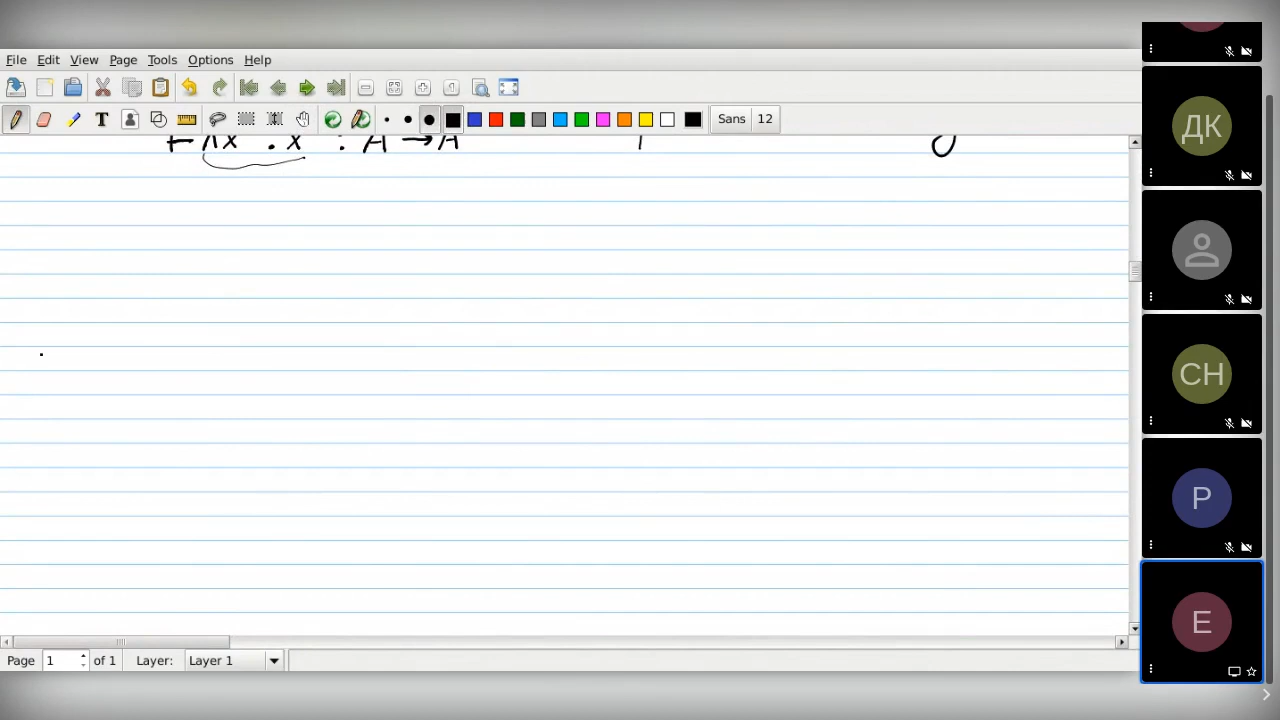 File Edit View Page Tools Options Help
Sans 12
⊢ λx . x : A → A
ДК
CH
P
E
Page 1 of 1 Layer: Layer 1